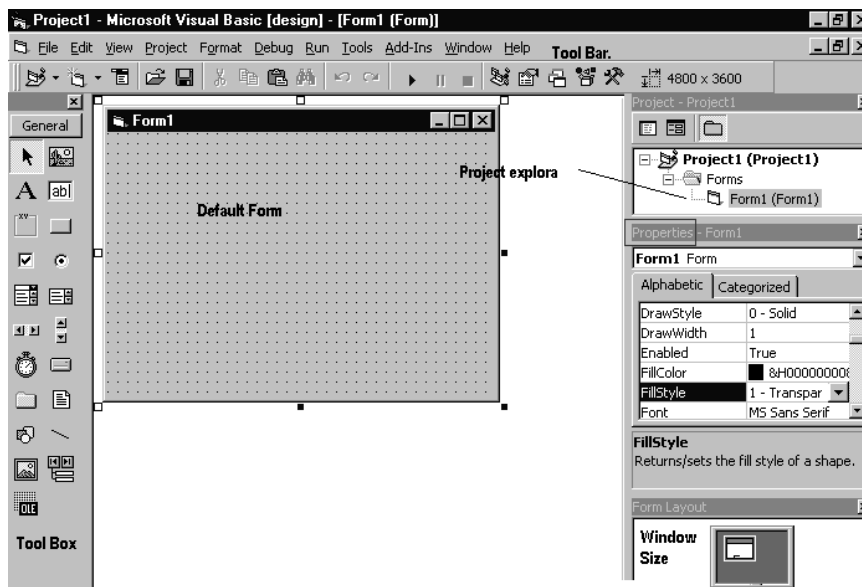 Project1 - Microsoft Visual Basic [design] - [Form1 (Form)]
File Edit View Project Format Debug Run Tools Add-Ins Window Help
Tool Bar.
4800 x 3600
General
A
ab
xv
OLE
Tool Box
Form1
Default Form
Project explora
Project - Project1
Project1 (Project1)
Forms
Form1 (Form1)
Properties - Form1
Form1 Form
Alphabetic Categorized
DrawStyle 0 - Solid
DrawWidth 1
Enabled True
FillColor &H00000000&
FillStyle 1 - Transpar
Font MS Sans Serif
FillStyle
Returns/sets the fill style of a shape.
Form Layout
Window
Size